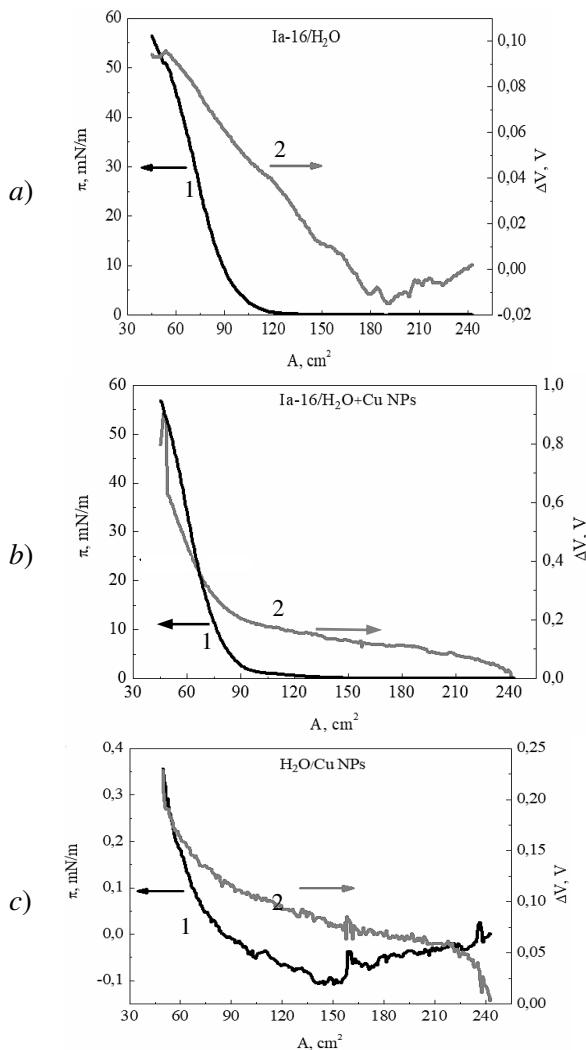 a)
Ia-16/H₂O
π, mN/m
60
50
40
30
20
10
0
1
2
ΔV, V
0,10
0,08
0,06
0,04
0,02
0,00
-0,02
30 60 90 120 150 180 210 240
A, cm²
b)
Ia-16/H₂O+Cu NPs
π, mN/m
60
50
40
30
20
10
0
1
2
ΔV, V
1,0
0,8
0,6
0,4
0,2
0,0
30 60 90 120 150 180 210 240
A, cm²
c)
H₂O/Cu NPs
π, mN/m
0,4
0,3
0,2
0,1
0,0
-0,1
1
2
ΔV, V
0,25
0,20
0,15
0,10
0,05
0,00
30 60 90 120 150 180 210 240
A, cm²